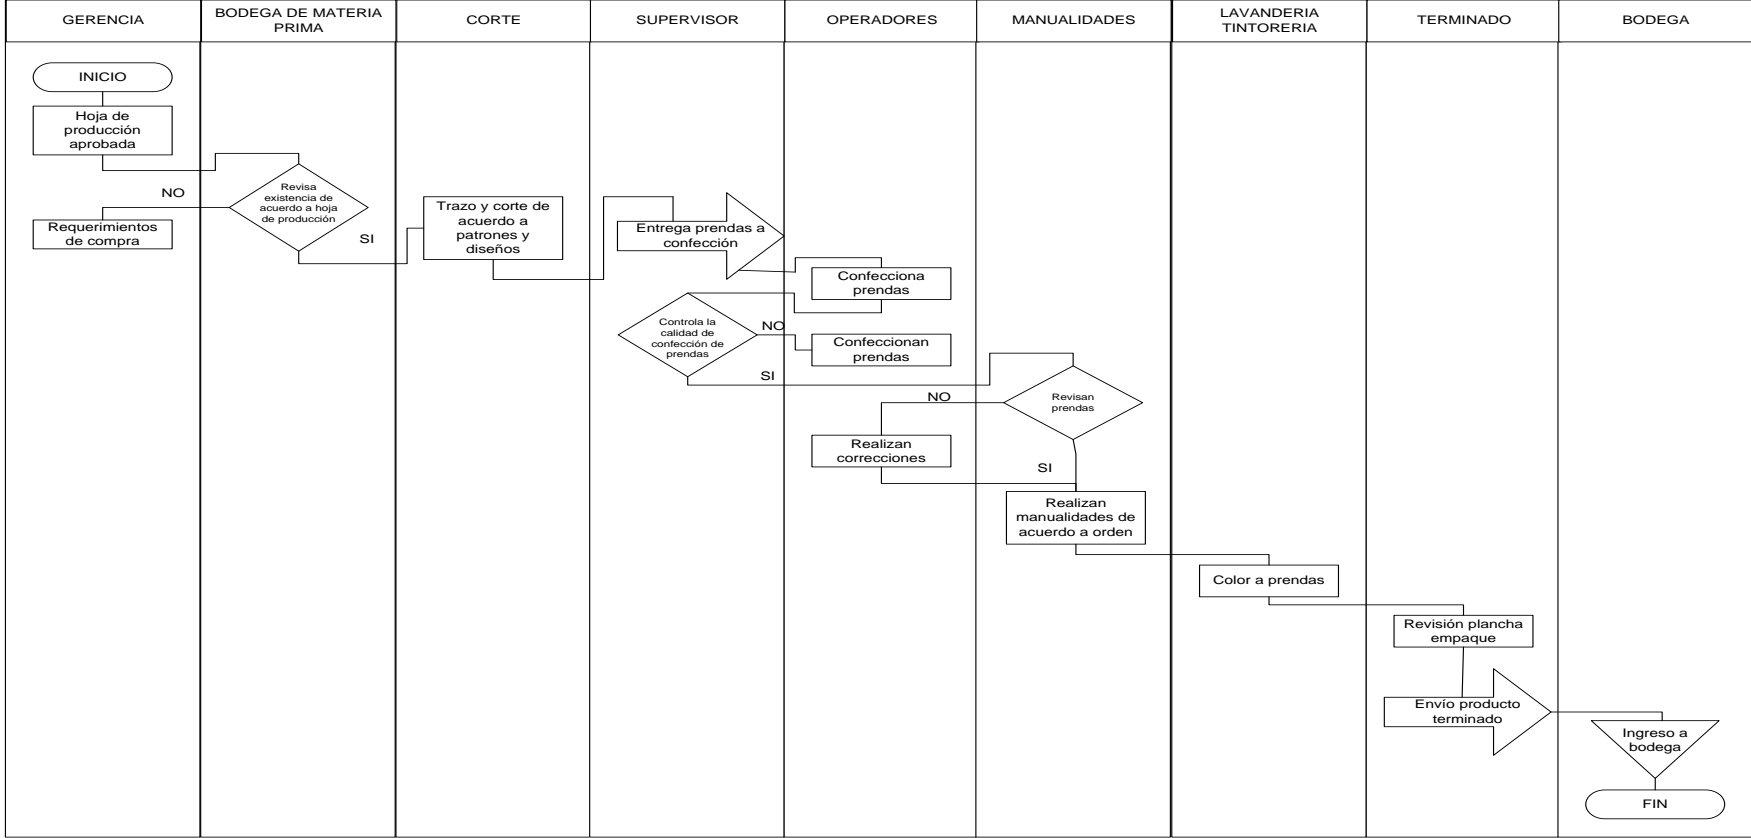 GERENCIA
BODEGA DE MATERIA
PRIMA
CORTE
SUPERVISOR
OPERADORES
MANUALIDADES
LAVANDERIA
TINTORERIA
TERMINADO
BODEGA
INICIO
Hoja de
producción
aprobada
NO
Requerimientos
de compra
Revisa
existencia de
acuerdo a hoja
de producción
SI
Trazo y corte de
acuerdo a
patrones y
diseños
Entrega prendas a
confección
Confecciona
prendas
Controla la
calidad de
confección de
prendas
NO
Confeccionan
prendas
SI
Revisan
prendas
NO
Realizan
correcciones
SI
Realizan
manualidades de
acuerdo a orden
Color a prendas
Revisión plancha
empaque
Envío producto
terminado
Ingreso a
bodega
FIN